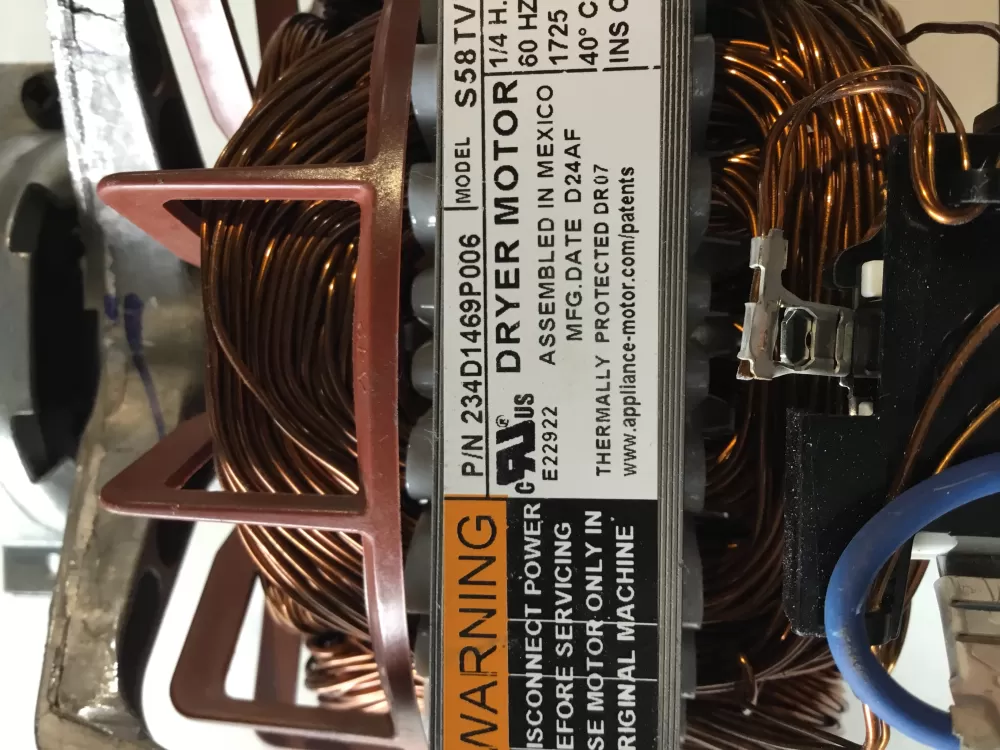 P/N 234D1469P006 MODEL S58TV
DRYER MOTOR
cRUus®
E22922
ASSEMBLED IN MEXICO
MFG.DATE D24AF
THERMALLY PROTECTED DR07
www.appliance-motor.com/patents
1/4 H.
60 HZ
1725
40° C
INS C
WARNING
ISCONNECT POWER
EFORE SERVICING
SE MOTOR ONLY IN
RIGINAL MACHINE